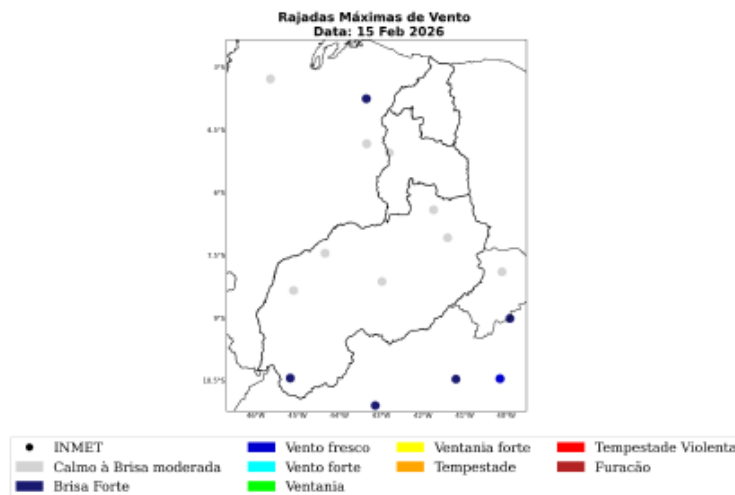 Rajadas Máximas de Vento
Data: 15 Feb 2026
3°S
4.5°S
6°S
7.5°S
9°S
10.5°S
46°W 45°W 44°W 43°W 42°W 41°W 40°W
INMET
Calmo à Brisa moderada
Brisa Forte
Vento fresco
Vento forte
Ventania
Ventania forte
Tempestade
Tempestade Violenta
Furacão